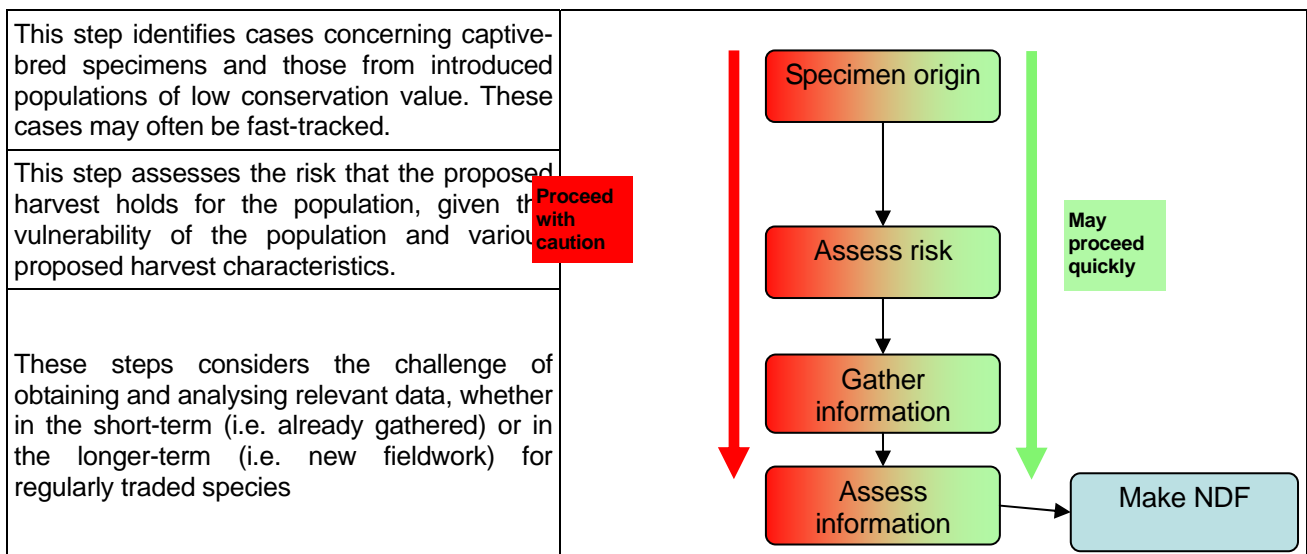 This step identifies cases concerning captive-
bred specimens and those from introduced
populations of low conservation value. These
cases may often be fast-tracked.
This step assesses the risk that the proposed
harvest holds for the population, given th
vulnerability of the population and variou
proposed harvest characteristics.
These steps considers the challenge of
obtaining and analysing relevant data, whether
in the short-term (i.e. already gathered) or in
the longer-term (i.e. new fieldwork) for
regularly traded species
Proceed
with
caution
Specimen origin
Assess risk
Gather
information
Assess
information
May
proceed
quickly
Make NDF